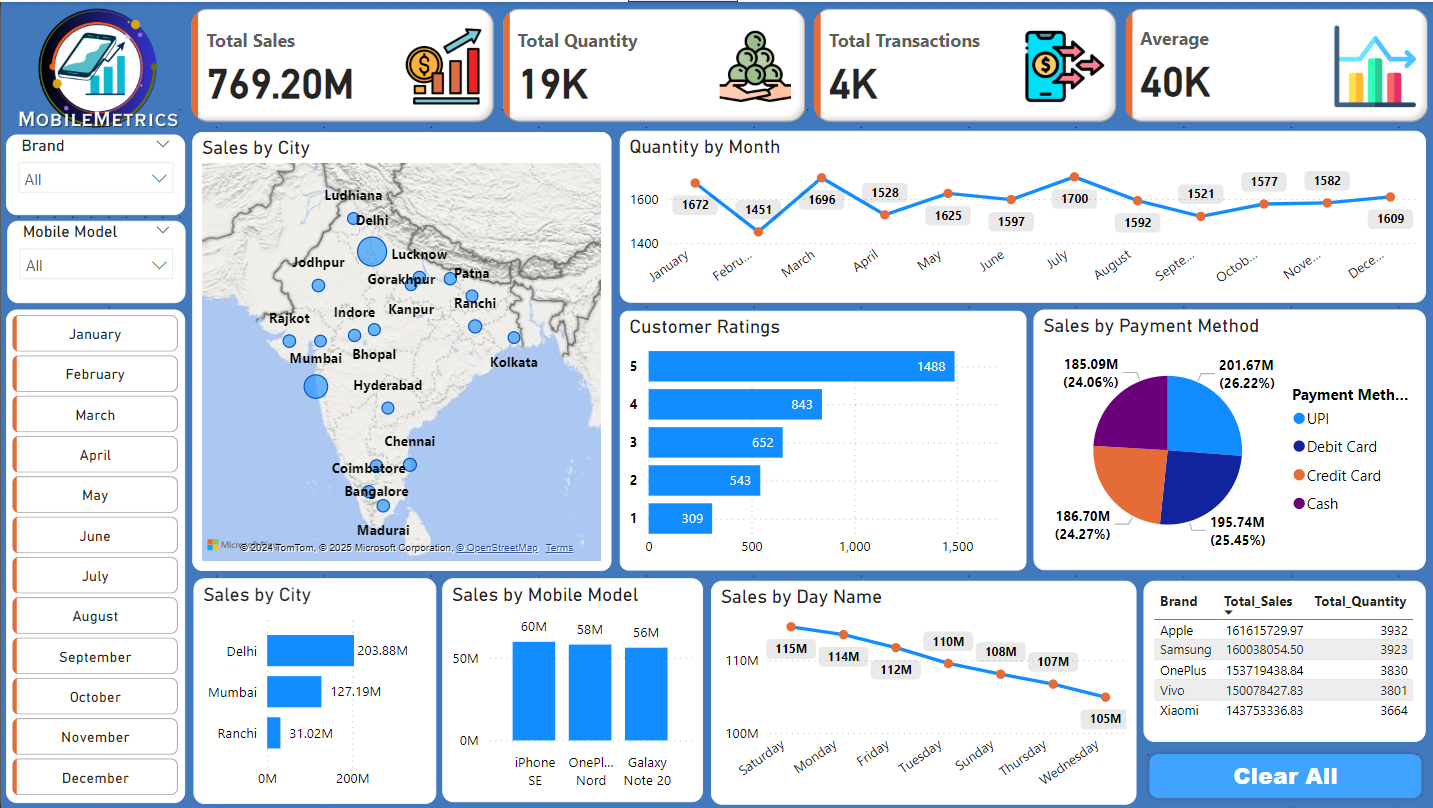 MOBILEMETRICS
Total Sales
769.20M
Total Quantity
19K
Total Transactions
4K
Average
40K
Brand
All
Mobile Model
All
January
February
March
April
May
June
July
August
September
October
November
December
Sales by City
Ludhiana
Delhi
Lucknow
Jodhpur
Gorakhpur
Patna
Ranchi
Kanpur
Rajkot
Indore
Mumbai
Bhopal
Kolkata
Hyderabad
Chennai
Coimbatore
Bangalore
Madurai
© 2024 TomTom, © 2025 Microsoft Corporation, © OpenStreetMap Terms
Quantity by Month
1600
1400
1672
1451
1696
1528
1625
1597
1700
1592
1521
1577
1582
1609
January
Febru...
March
April
May
June
July
August
Septe...
Octob...
Nove...
Dece...
Customer Ratings
5 1488
4 843
3 652
2 543
1 309
0 500 1,000 1,500
Sales by Payment Method
185.09M
(24.06%)
201.67M
(26.22%)
186.70M
(24.27%)
195.74M
(25.45%)
Payment Meth...
UPI
Debit Card
Credit Card
Cash
Sales by City
Delhi 203.88M
Mumbai 127.19M
Ranchi 31.02M
0M 200M
Sales by Mobile Model
60M 58M 56M
50M
0M
iPhone
SE
OnePl...
Nord
Galaxy
Note 20
Sales by Day Name
110M
100M
115M
114M
112M
110M
108M
107M
105M
Saturday
Monday
Friday
Tuesday
Sunday
Thursday
Wednesday
Brand Total_Sales Total_Quantity
Apple 161615729.97 3932
Samsung 160038054.50 3923
OnePlus 153719438.84 3830
Vivo 150078427.83 3801
Xiaomi 143753336.83 3664
Clear All